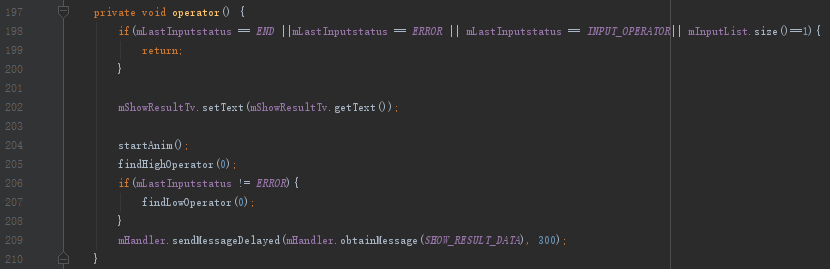 197 private void operator() {
198 if(mLastInputstatus == END ||mLastInputstatus == ERROR || mLastInputstatus == INPUT_OPERATOR|| mInputList.size()==1){
199 return;
200 }
201
202 mShowResultTv.setText(mShowResultTv.getText());
203
204 startAnim();
205 findHighOperator(0);
206 if(mLastInputstatus != ERROR){
207 findLowOperator(0);
208 }
209 mHandler.sendMessageDelayed(mHandler.obtainMessage(SHOW_RESULT_DATA), 300);
210 }